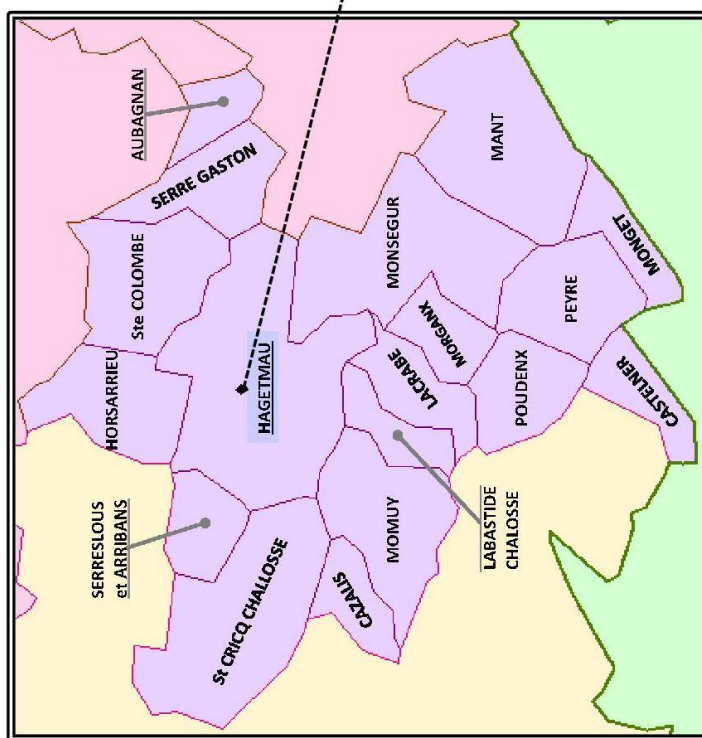 AUBAGNAN
SERRE GASTON
Ste COLOMBE
HORSARRIEU
HAGETMAU
SERRESLOUS
et ARRIBANS
St CRICQ CHALLOSSE
CAZALIS
MOMUY
LABASTIDE
CHALOSSE
LACRABE
MORGANX
MONSEGUR
MANT
MONGET
PEYRE
POUDENX
CASTELNER